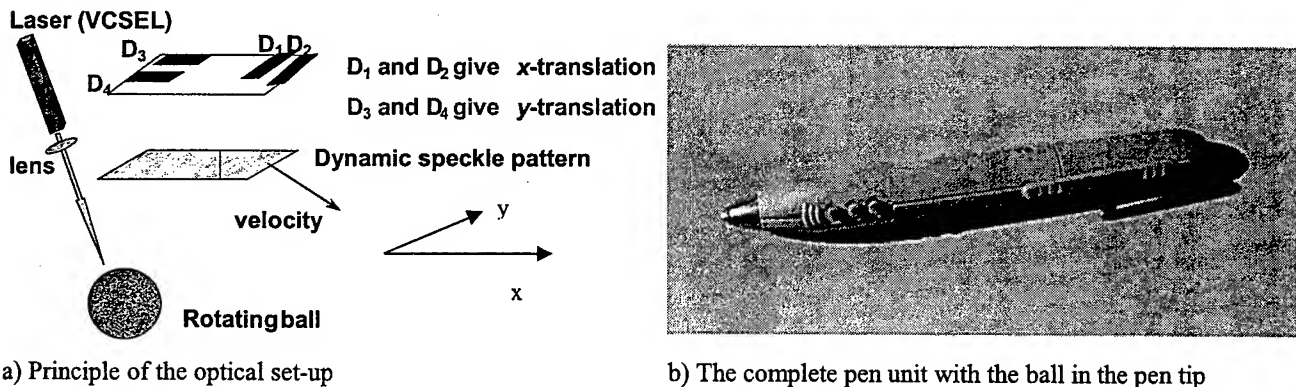 Laser (VCSEL)
D3
D1 D2
D4
D1 and D2 give x-translation
D3 and D4 give y-translation
lens
Dynamic speckle pattern
velocity
y
x
Rotatingball
a) Principle of the optical set-up
b) The complete pen unit with the ball in the pen tip